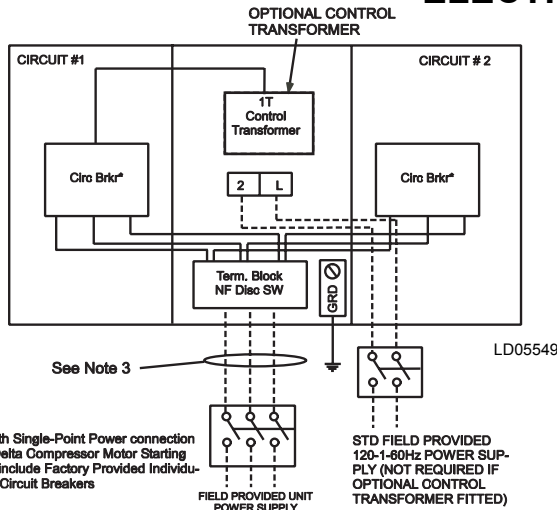 OPTIONAL CONTROL
TRANSFORMER
CIRCUIT #1
CIRCUIT # 2
1T
Control
Transformer
Circ Brkr*
Circ Brkr*
2 L
Term. Block
NF Disc SW
GRD
LD05549
See Note 3
Single-Point Power connection
Delta Compressor Motor Starting
include Factory Provided
Circuit Breakers
FIELD PROVIDED UNIT
POWER SUPPLY
STD FIELD PROVIDED
120-1-60Hz POWER SUP-
PLY (NOT REQUIRED IF
OPTIONAL CONTROL
TRANSFORMER FITTED)